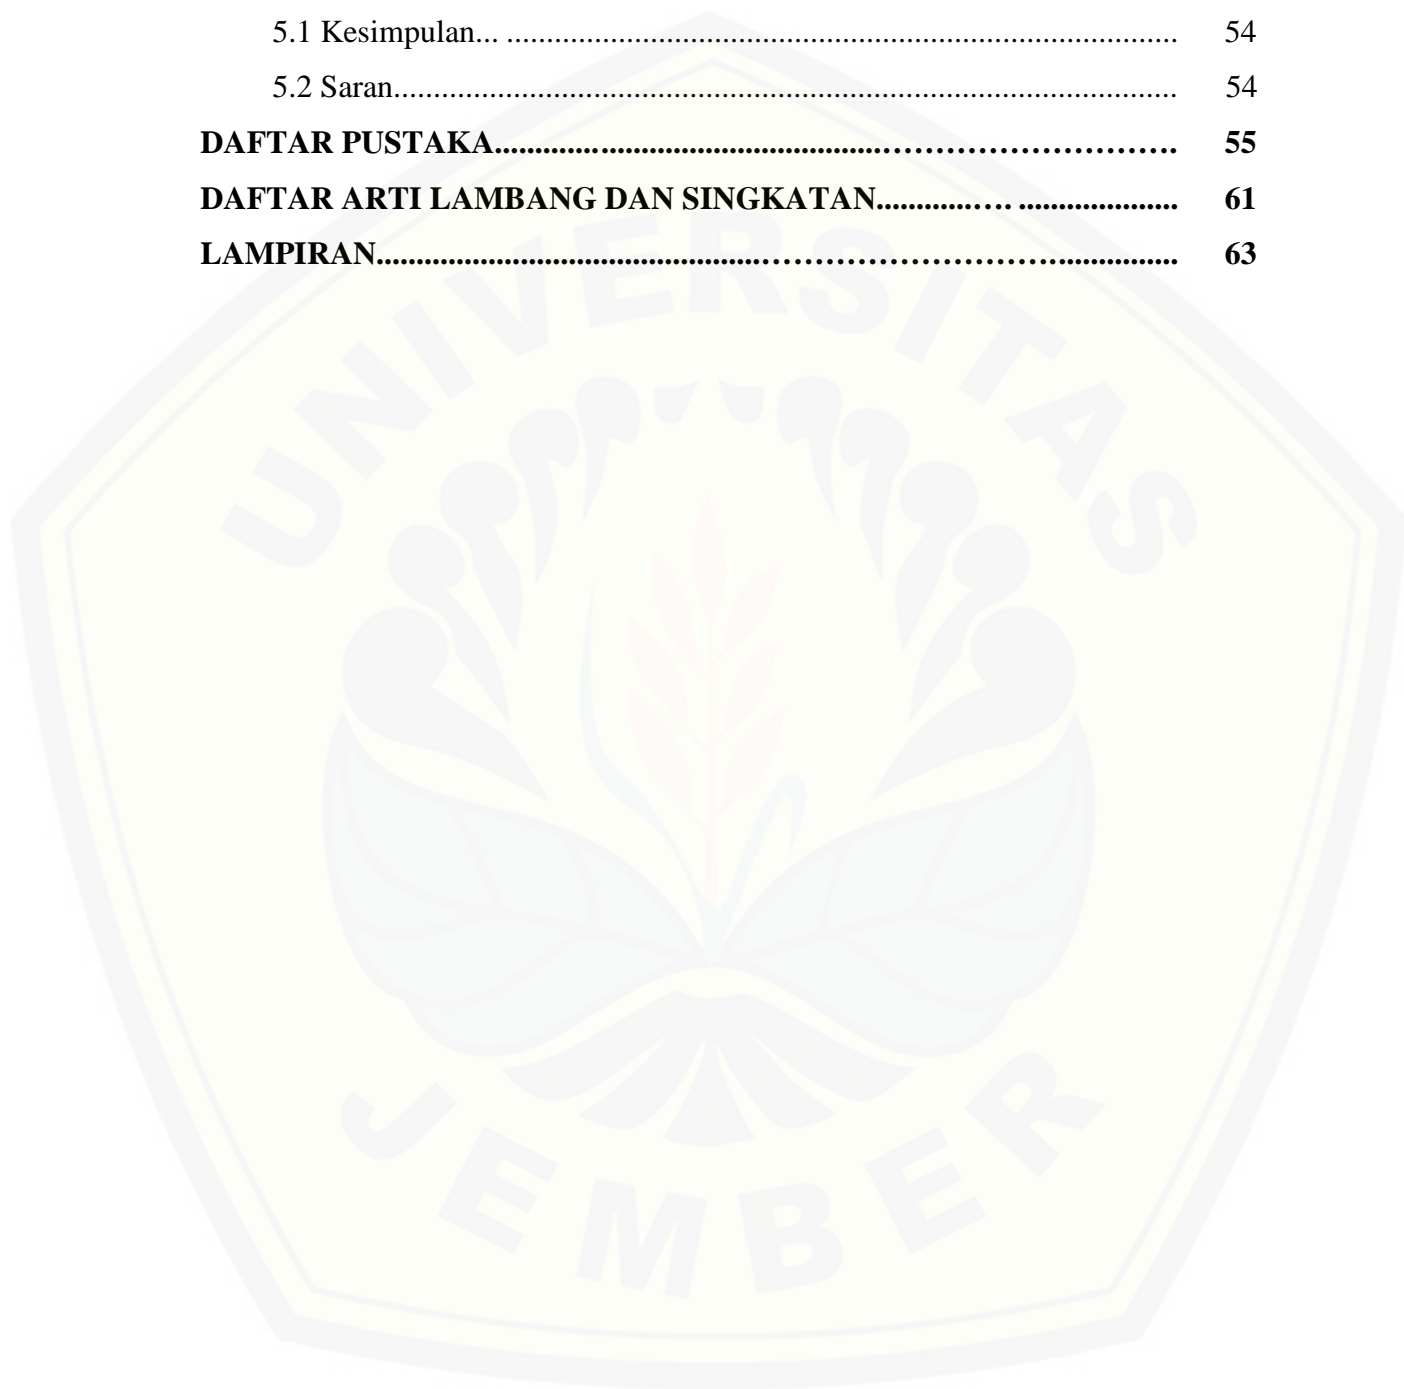 5.1 Kesimpulan... .................................................................................... 54
5.2 Saran.................................................................................................. 54
DAFTAR PUSTAKA.................................................…………………………. 55
DAFTAR ARTI LAMBANG DAN SINGKATAN............…. .................... 61
LAMPIRAN.................................................………………………............... 63
UNIVERSITAS
JEMBER